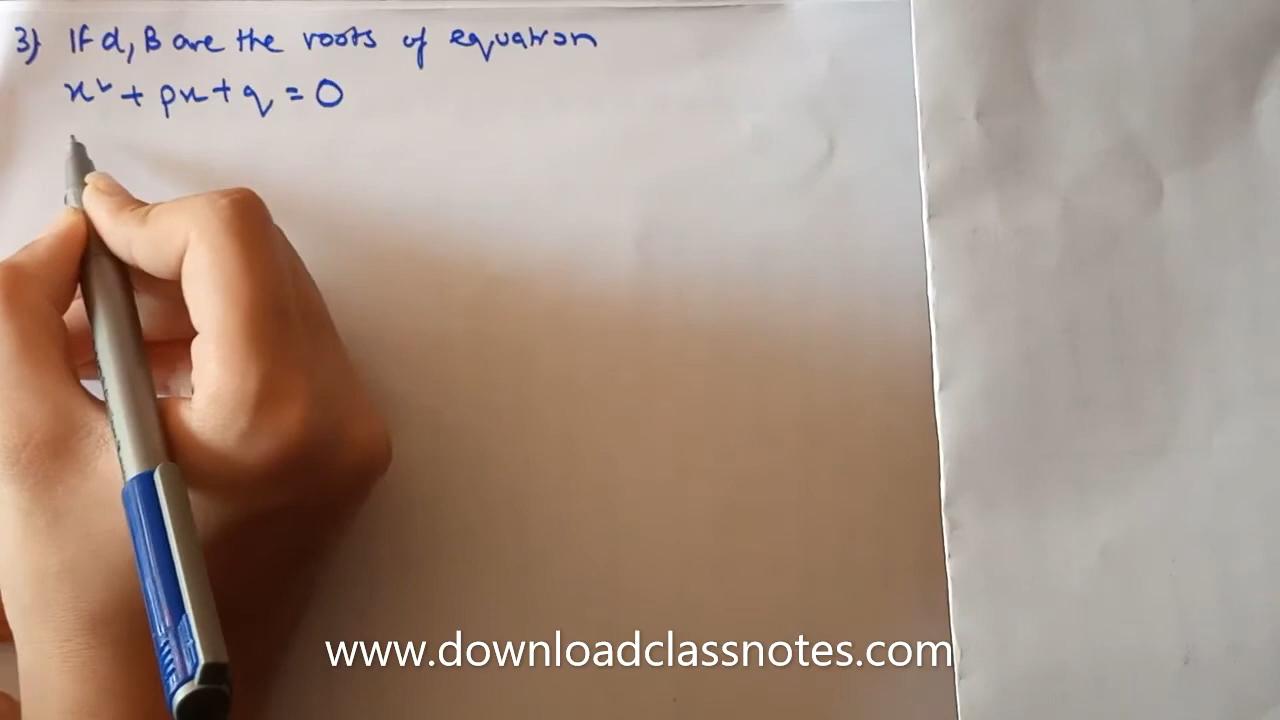 3) If α, β are the roots of equation
x² + px + q = 0
www.downloadclassnotes.com